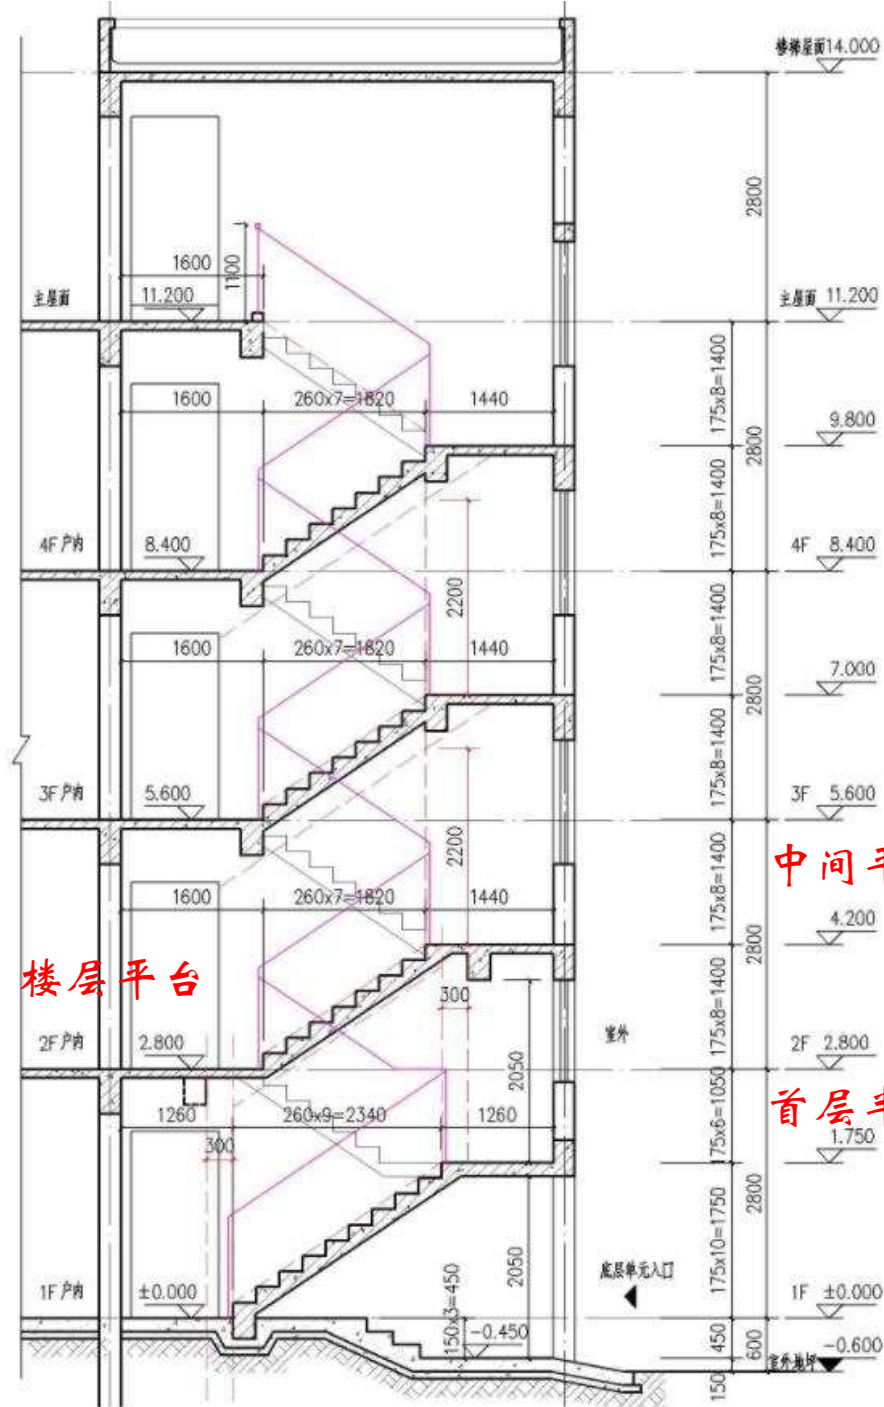 楼梯屋面14.000
2800
1600
1100
主屋面
11.200
主屋面 11.200
175x8=1400
1600
260x7=1820
1440
9.800
2800
175x8=1400
4F户内
8.400
4F 8.400
2200
175x8=1400
1600
260x7=1820
1440
7.000
2800
175x8=1400
3F户内
5.600
3F 5.600
2200
中间
175x8=1400
1600
260x7=1820
1440
4.200
2800
楼层平台
300
175x8=1400
室外
2F户内
2.800
2F 2.800
2050
175x6=1050
首层
1260
260x9=2340
1260
300
1.750
2800
175x10=1750
2050
底层单元入口
1F户内
±0.000
1F ±0.000
150x3=450
-0.450
450
600
-0.600
室外地坪
150